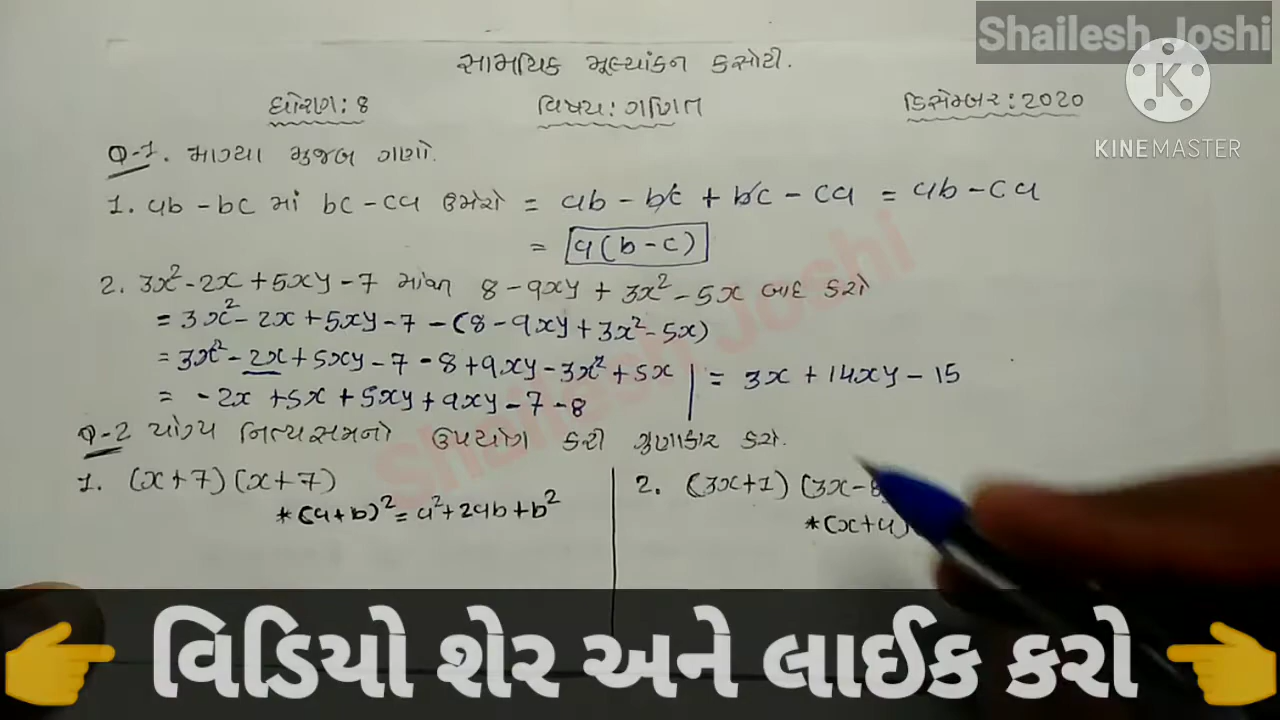 Shailesh Joshi
K
KINEMASTER
સામયિક મૂલ્યાંકન કસોટી.
ધોરણ: 8
વિષય: ગણિત
ડિસેમ્બર: 2020
Q-1. માગ્યા મુજબ ગણો.
1. ab - bc માં bc - ca ઉમેરો = ab - bc + bc - ca = ab - ca
= a(b-c)
2. 3x² - 2x + 5xy - 7 માંથી 8 - 9xy + 3x² - 5x બાદ કરો
= 3x² - 2x + 5xy - 7 - (8 - 9xy + 3x² - 5x)
= 3x² - 2x + 5xy - 7 - 8 + 9xy - 3x² + 5x
= - 2x + 5x + 5xy + 9xy - 7 - 8
= 3x + 14xy - 15
Shailesh Joshi
Q-2 યોગ્ય નિત્યસમનો ઉપયોગ કરી ગુણાકાર કરો.
1. (x+7)(x+7)
*(a+b)² = a² + 2ab + b²
2. (3x+1)(3x-8
*(x+a)
વિડિયો શેર અને લાઈક કરો